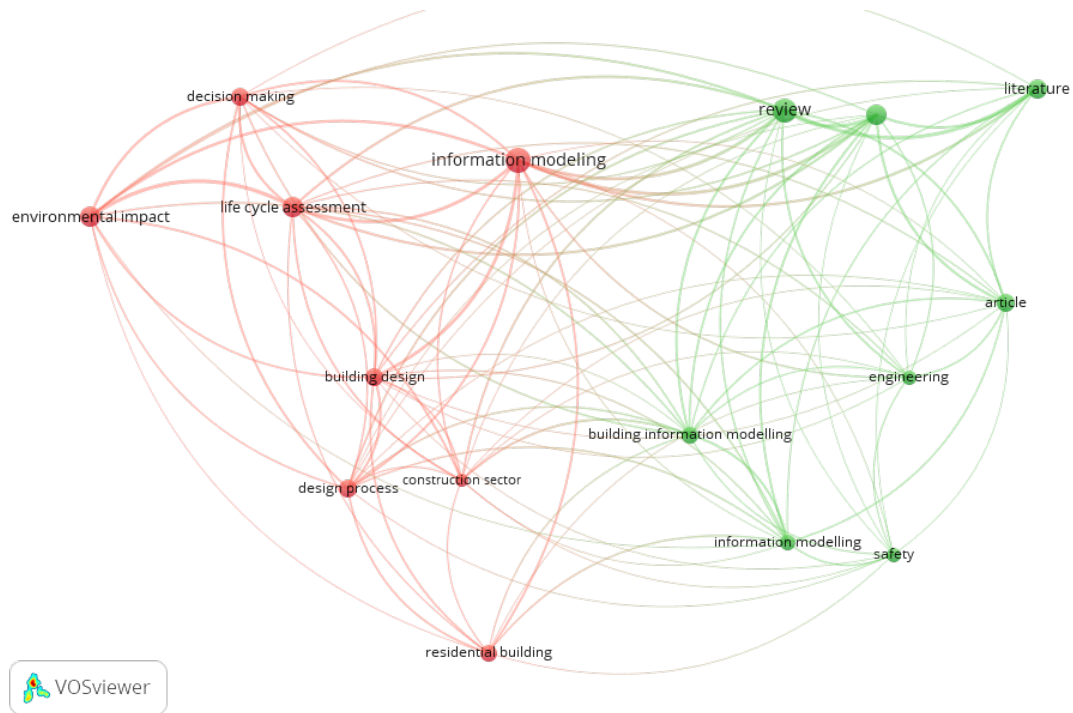 decision making
literature
review
information modeling
life cycle assessment
environmental impact
article
building design
engineering
building information modelling
construction sector
design process
information modelling
safety
residential building
VOSviewer